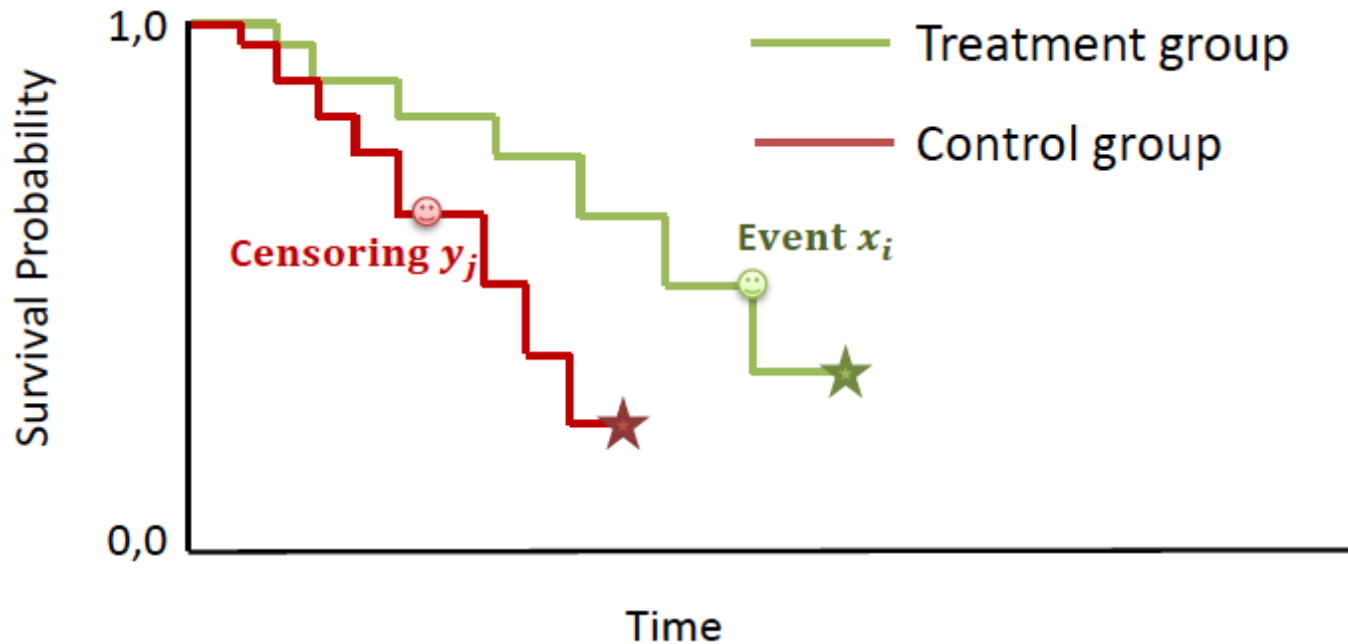 1,0
Treatment group
Control group
Survival Probability
Event x_i
Censoring y_j
0,0
Time